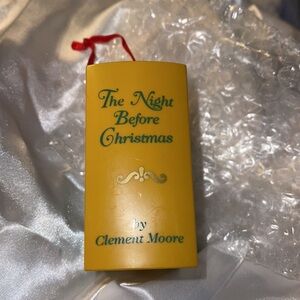 The Night
Before
Christmas
by
Clement Moore